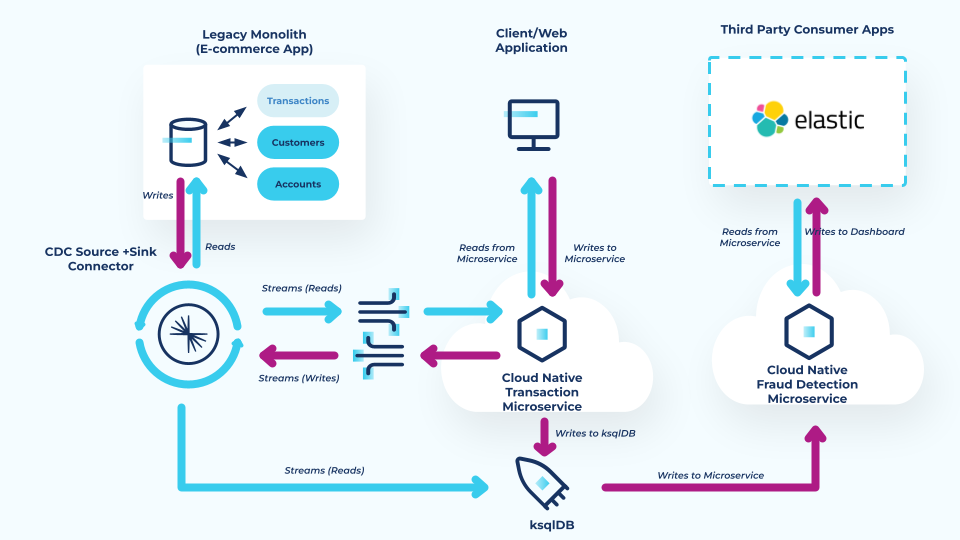 Legacy Monolith
(E-commerce App)
Client/Web
Application
Third Party Consumer Apps
Transactions
Customers
Accounts
elastic
Writes
Reads
CDC Source +Sink
Connector
Reads from
Microservice
Writes to
Microservice
Reads from
Microservice
Writes to Dashboard
Streams (Reads)
Streams (Writes)
Cloud Native
Transaction
Microservice
Cloud Native
Fraud Detection
Microservice
Writes to ksqlDB
Streams (Reads)
Writes to Microservice
ksqlDB